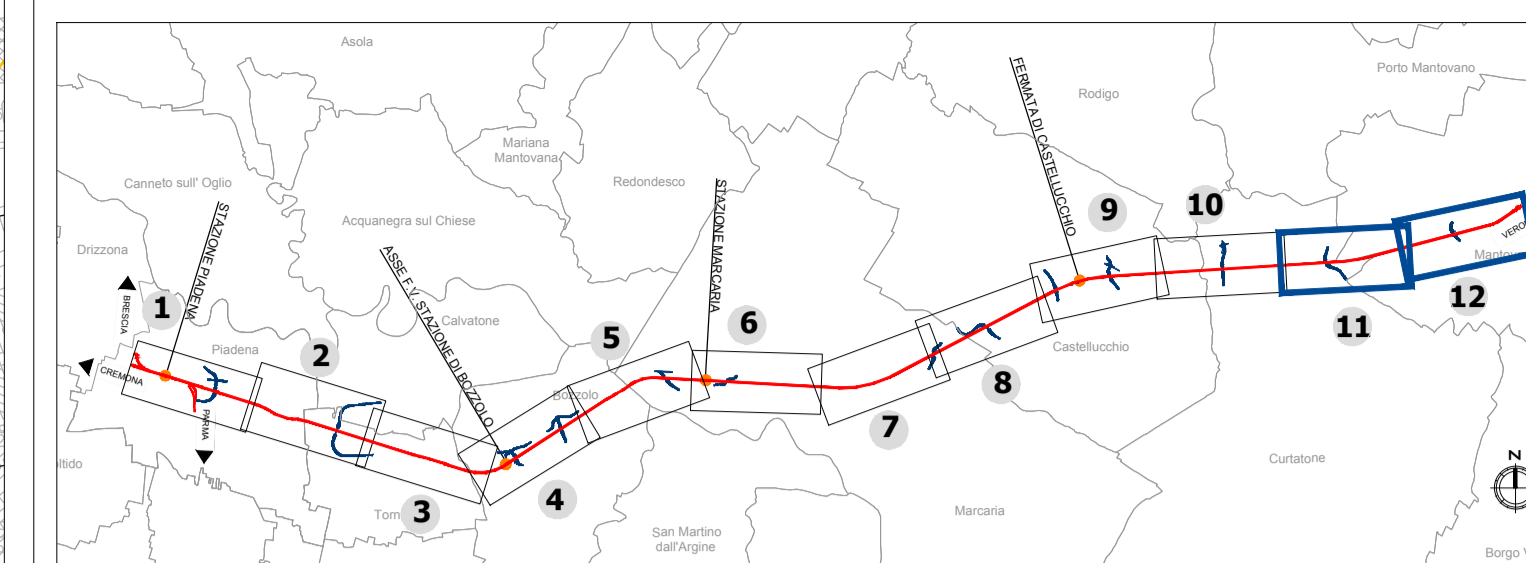 Asola
Porto Mantovano
FERMATA DI CASTELLUCCHIO
Rodigo
Mariana
Mantovana
Canneto sull' Oglio
Redondesco
STAZIONE MARCARIA
STAZIONE PIADENA
Acquanegra sul Chiese
9
10
Drizzona
ASSE F.V. STAZIONE DI BOZZOLO
BRESCIA
1
Calvatone
6
5
2
Piadena
CREMONA
PARMA
Bozzolo
Castellucchio
8
7
11
12
4
3
Curtatone
Marcaria
San Martino
dall'Argine
N